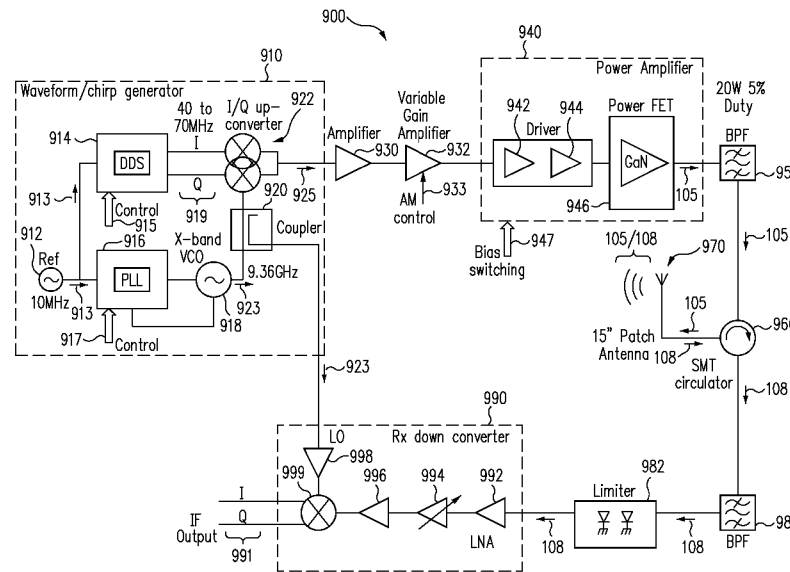 900
910
Waveform/chirp generator
914
DDS
40 to
70MHz
I
Q
919
I/Q up-
converter
922
925
913
Control
915
916
920
Coupler
X-band
VCO
912
Ref
10MHz
913
PLL
918
9.36GHz
923
917
Control
Amplifier
930
Variable
Gain
Amplifier
932
933
AM
control
940
Power Amplifier
942
Driver
944
Power FET
GaN
946
105
947
Bias
switching
20W 5%
Duty
BPF
95
105
105/108
970
105
15" Patch
Antenna
108
SMT
circulator
960
108
923
990
LO
Rx down converter
998
999
996
994
992
LNA
I
Q
IF
Output
991
108
Limiter
982
108
98
BPF